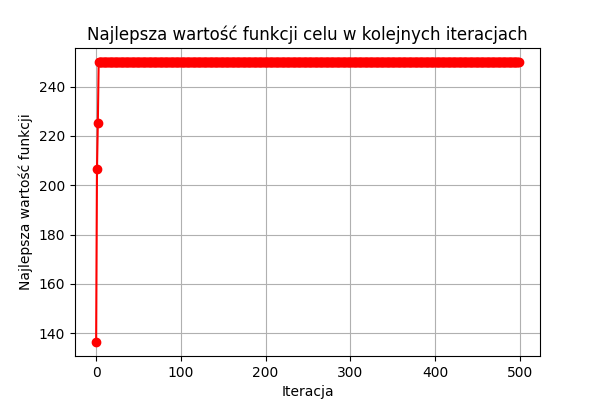 Najlepsza wartość funkcji celu w kolejnych iteracjach
Najlepsza wartość funkcji
240
220
200
180
160
140
0 100 200 300 400 500
Iteracja